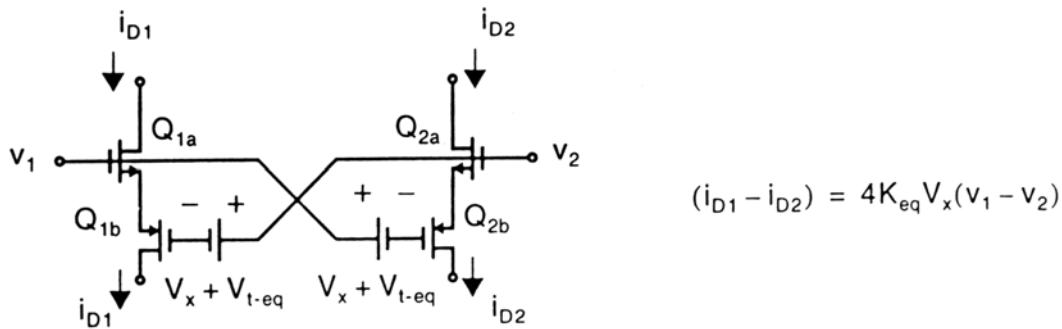 i_D1
i_D2
Q_1a
Q_2a
v_1
v_2
− +
+ −
Q_1b
Q_2b
(i_D1 − i_D2) = 4K_eq V_x(v_1 − v_2)
V_x + V_t-eq
V_x + V_t-eq
i_D1
i_D2